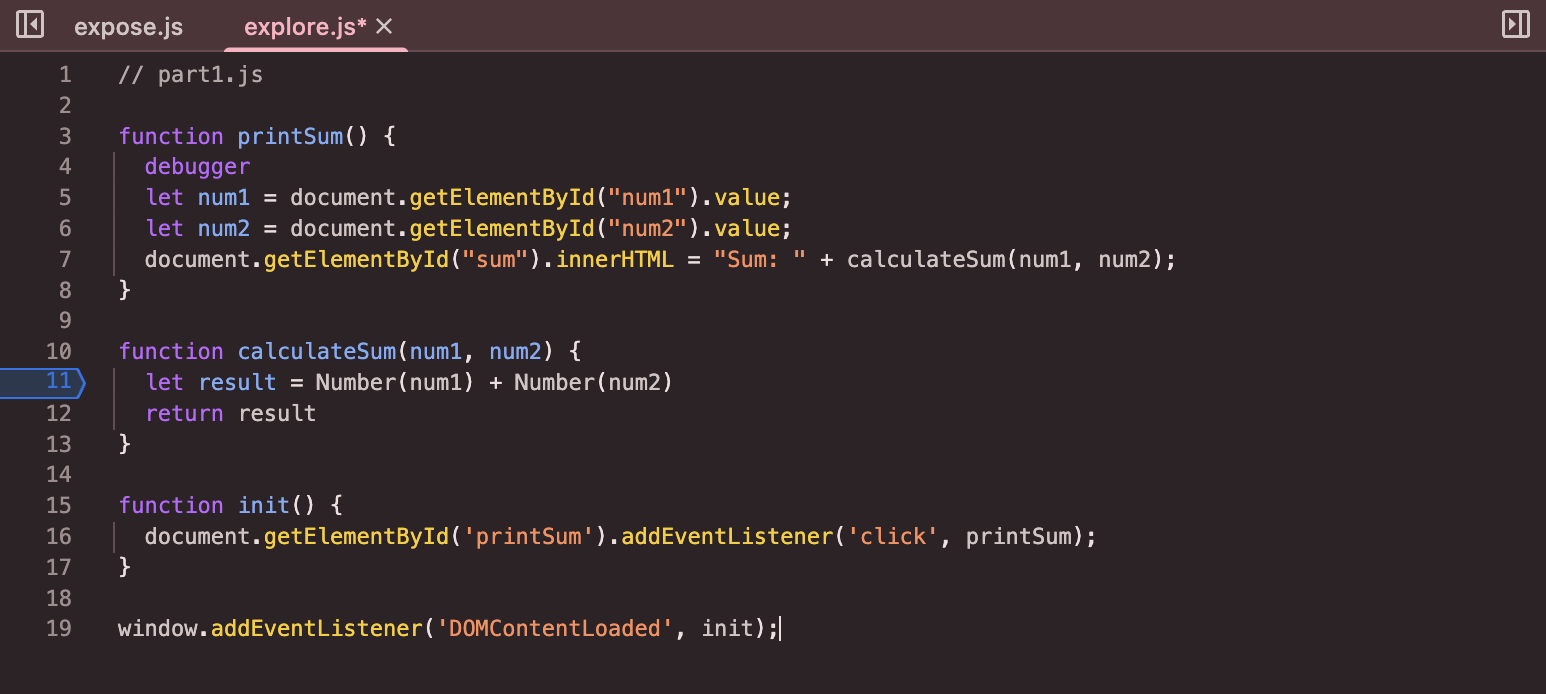 expose.js explore.js*
1 // part1.js
2
3 function printSum() {
4   debugger
5   let num1 = document.getElementById("num1").value;
6   let num2 = document.getElementById("num2").value;
7   document.getElementById("sum").innerHTML = "Sum: " + calculateSum(num1, num2);
8 }
9
10 function calculateSum(num1, num2) {
11   let result = Number(num1) + Number(num2)
12   return result
13 }
14
15 function init() {
16   document.getElementById('printSum').addEventListener('click', printSum);
17 }
18
19 window.addEventListener('DOMContentLoaded', init);